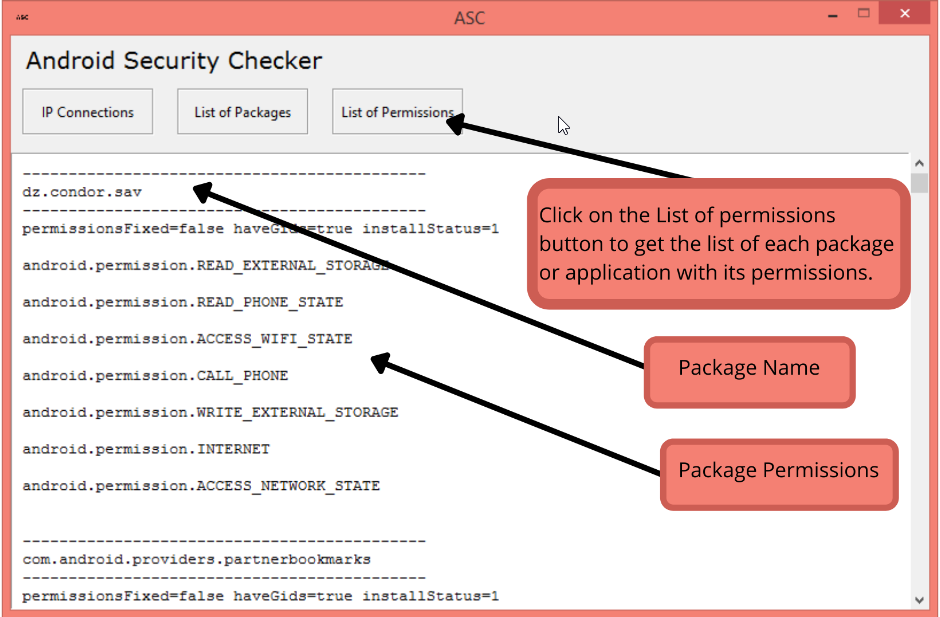 ASC
ASC
Android Security Checker
IP Connections
List of Packages
List of Permissions
--------------------------------------------
dz.condor.sav
--------------------------------------------
permissionsFixed=false haveGids=true installStatus=1
android.permission.READ_EXTERNAL_STORAGE
android.permission.READ_PHONE_STATE
android.permission.ACCESS_WIFI_STATE
android.permission.CALL_PHONE
android.permission.WRITE_EXTERNAL_STORAGE
android.permission.INTERNET
android.permission.ACCESS_NETWORK_STATE
--------------------------------------------
com.android.providers.partnerbookmarks
--------------------------------------------
permissionsFixed=false haveGids=true installStatus=1
Click on the List of permissions
button to get the list of each package
or application with its permissions.
Package Name
Package Permissions